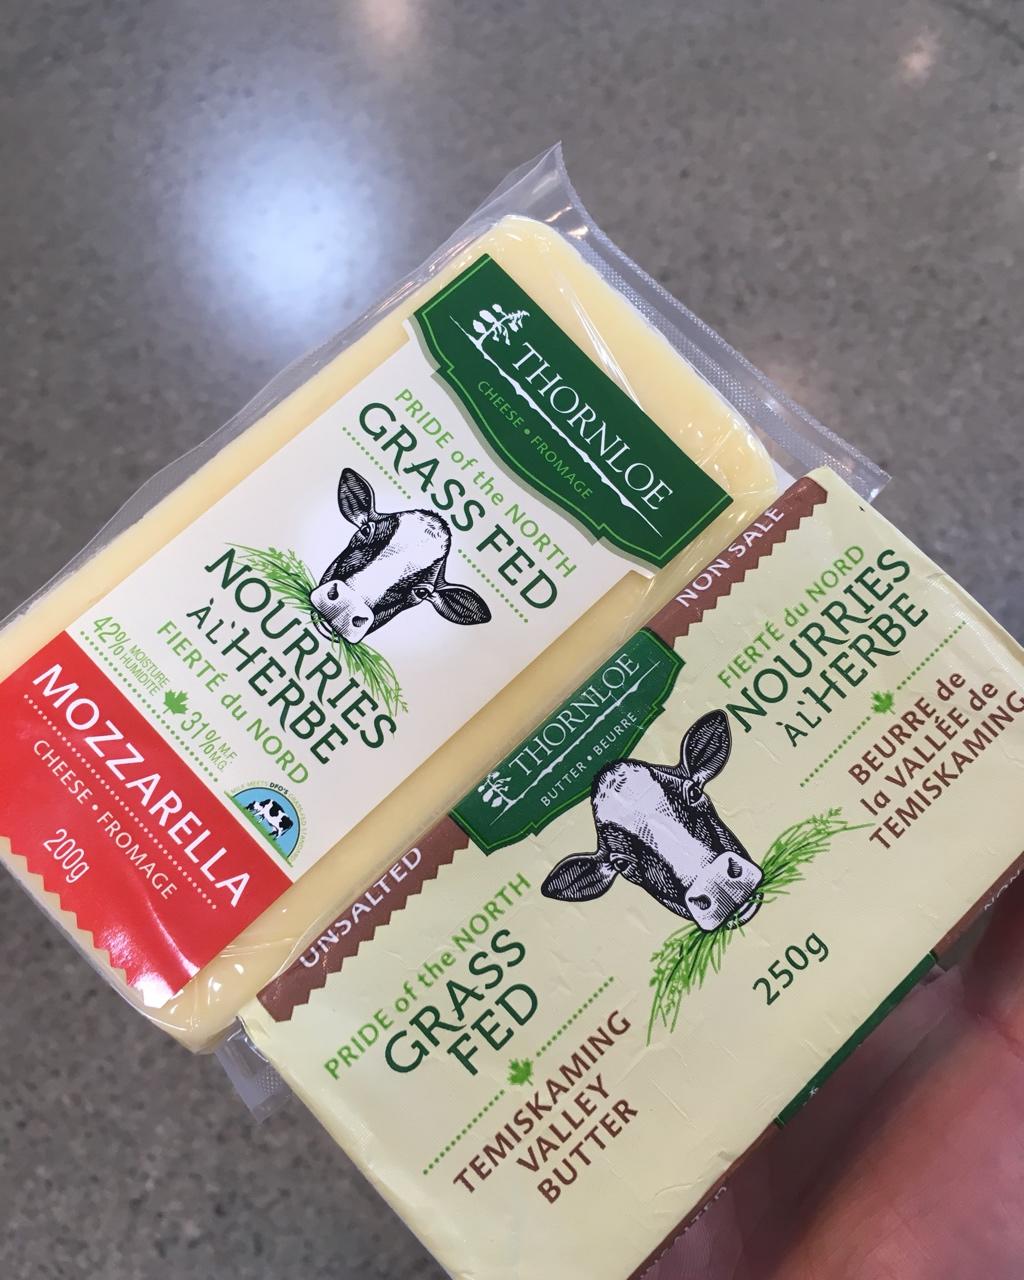 THORNLOE
CHEESE • FROMAGE
PRIDE of the NORTH
GRASS FED
NOURRIES
À L'HERBE
FIERTÉ du NORD
42% MOISTURE
HUMIDITÉ
31% M.F.
M.G.
MOZZARELLA
CHEESE • FROMAGE
200g
UNSALTED
NON SALÉ
THORNLOE
BUTTER • BEURRE
PRIDE of the NORTH
GRASS
FED
TEMISKAMING
VALLEY
BUTTER
FIERTÉ du NORD
NOURRIES
À L'HERBE
BEURRE de
la VALLÉE de
TEMISKAMING
250g